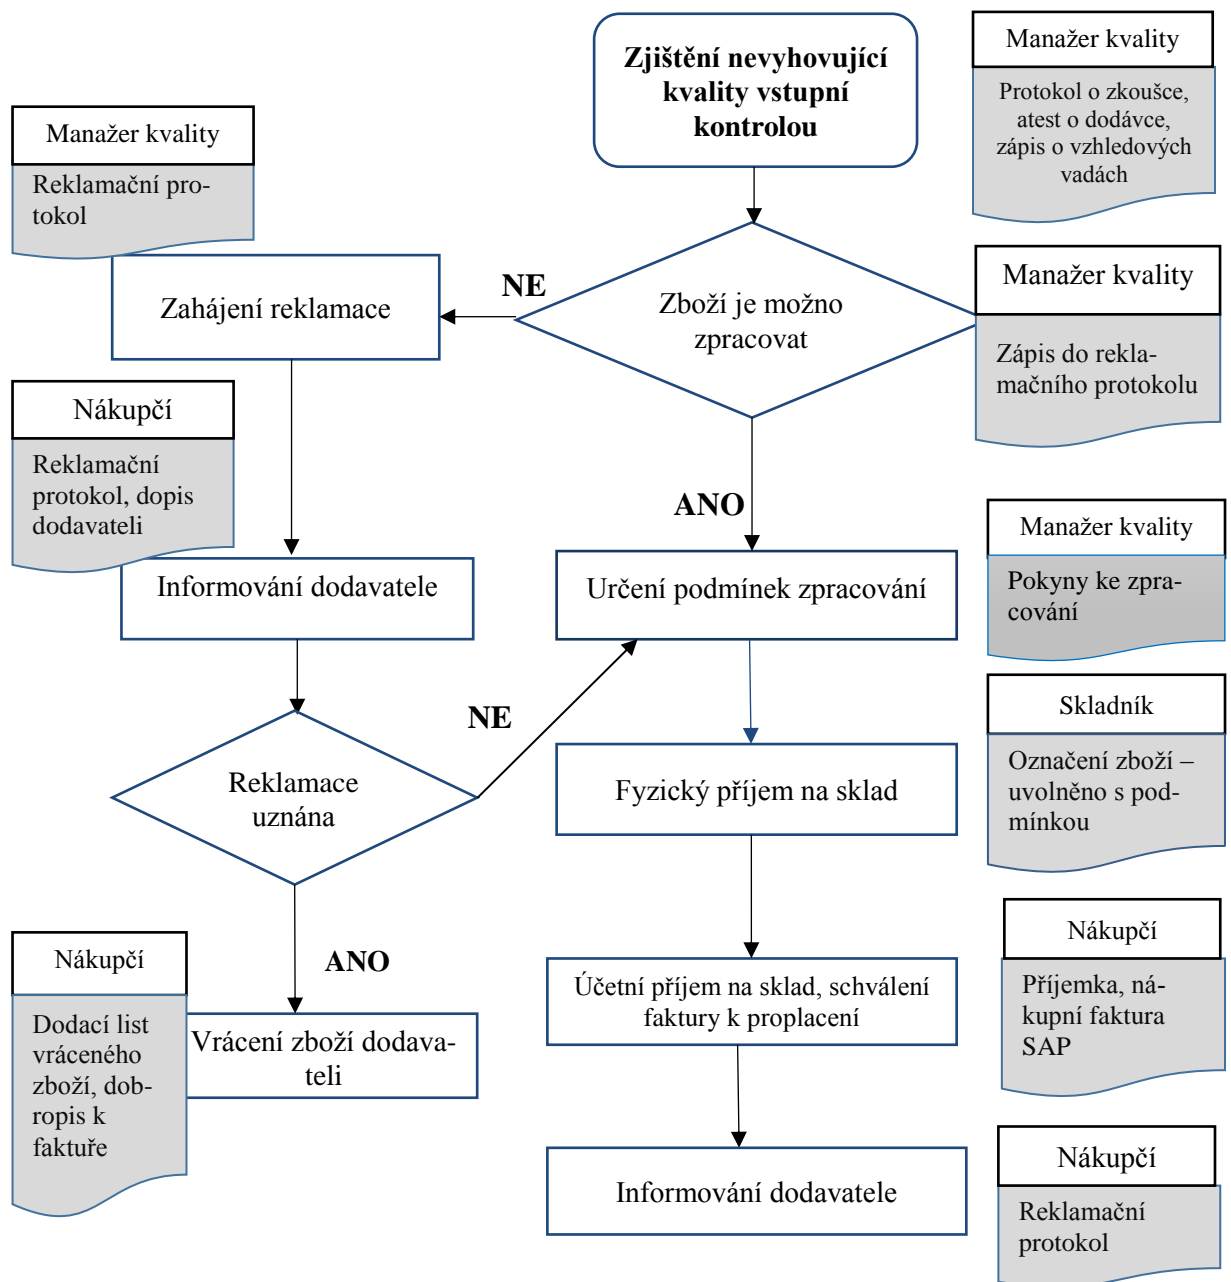 Zjištění nevyhovující
kvality vstupní
kontrolou
Manažer kvality
Protokol o zkoušce,
atest o dodávce,
zápis o vzhledových
vadách
Manažer kvality
Reklamační pro-
tokol
Zahájení reklamace
NE
Zboží je možno
zpracovat
Manažer kvality
Zápis do rekla-
mačního protokolu
Nákupčí
Reklamační
protokol, dopis
dodavateli
ANO
Manažer kvality
Pokyny ke zpra-
cování
Informování dodavatele
Určení podmínek zpracování
NE
Skladník
Označení zboží –
uvolněno s pod-
mínkou
Reklamace
uznána
Fyzický příjem na sklad
Nákupčí
Dodací list
vráceného
zboží, dob-
ropis k
faktuře
ANO
Vrácení zboží dodava-
teli
Účetní příjem na sklad, schválení
faktury k proplacení
Nákupčí
Příjemka, ná-
kupní faktura
SAP
Informování dodavatele
Nákupčí
Reklamační
protokol